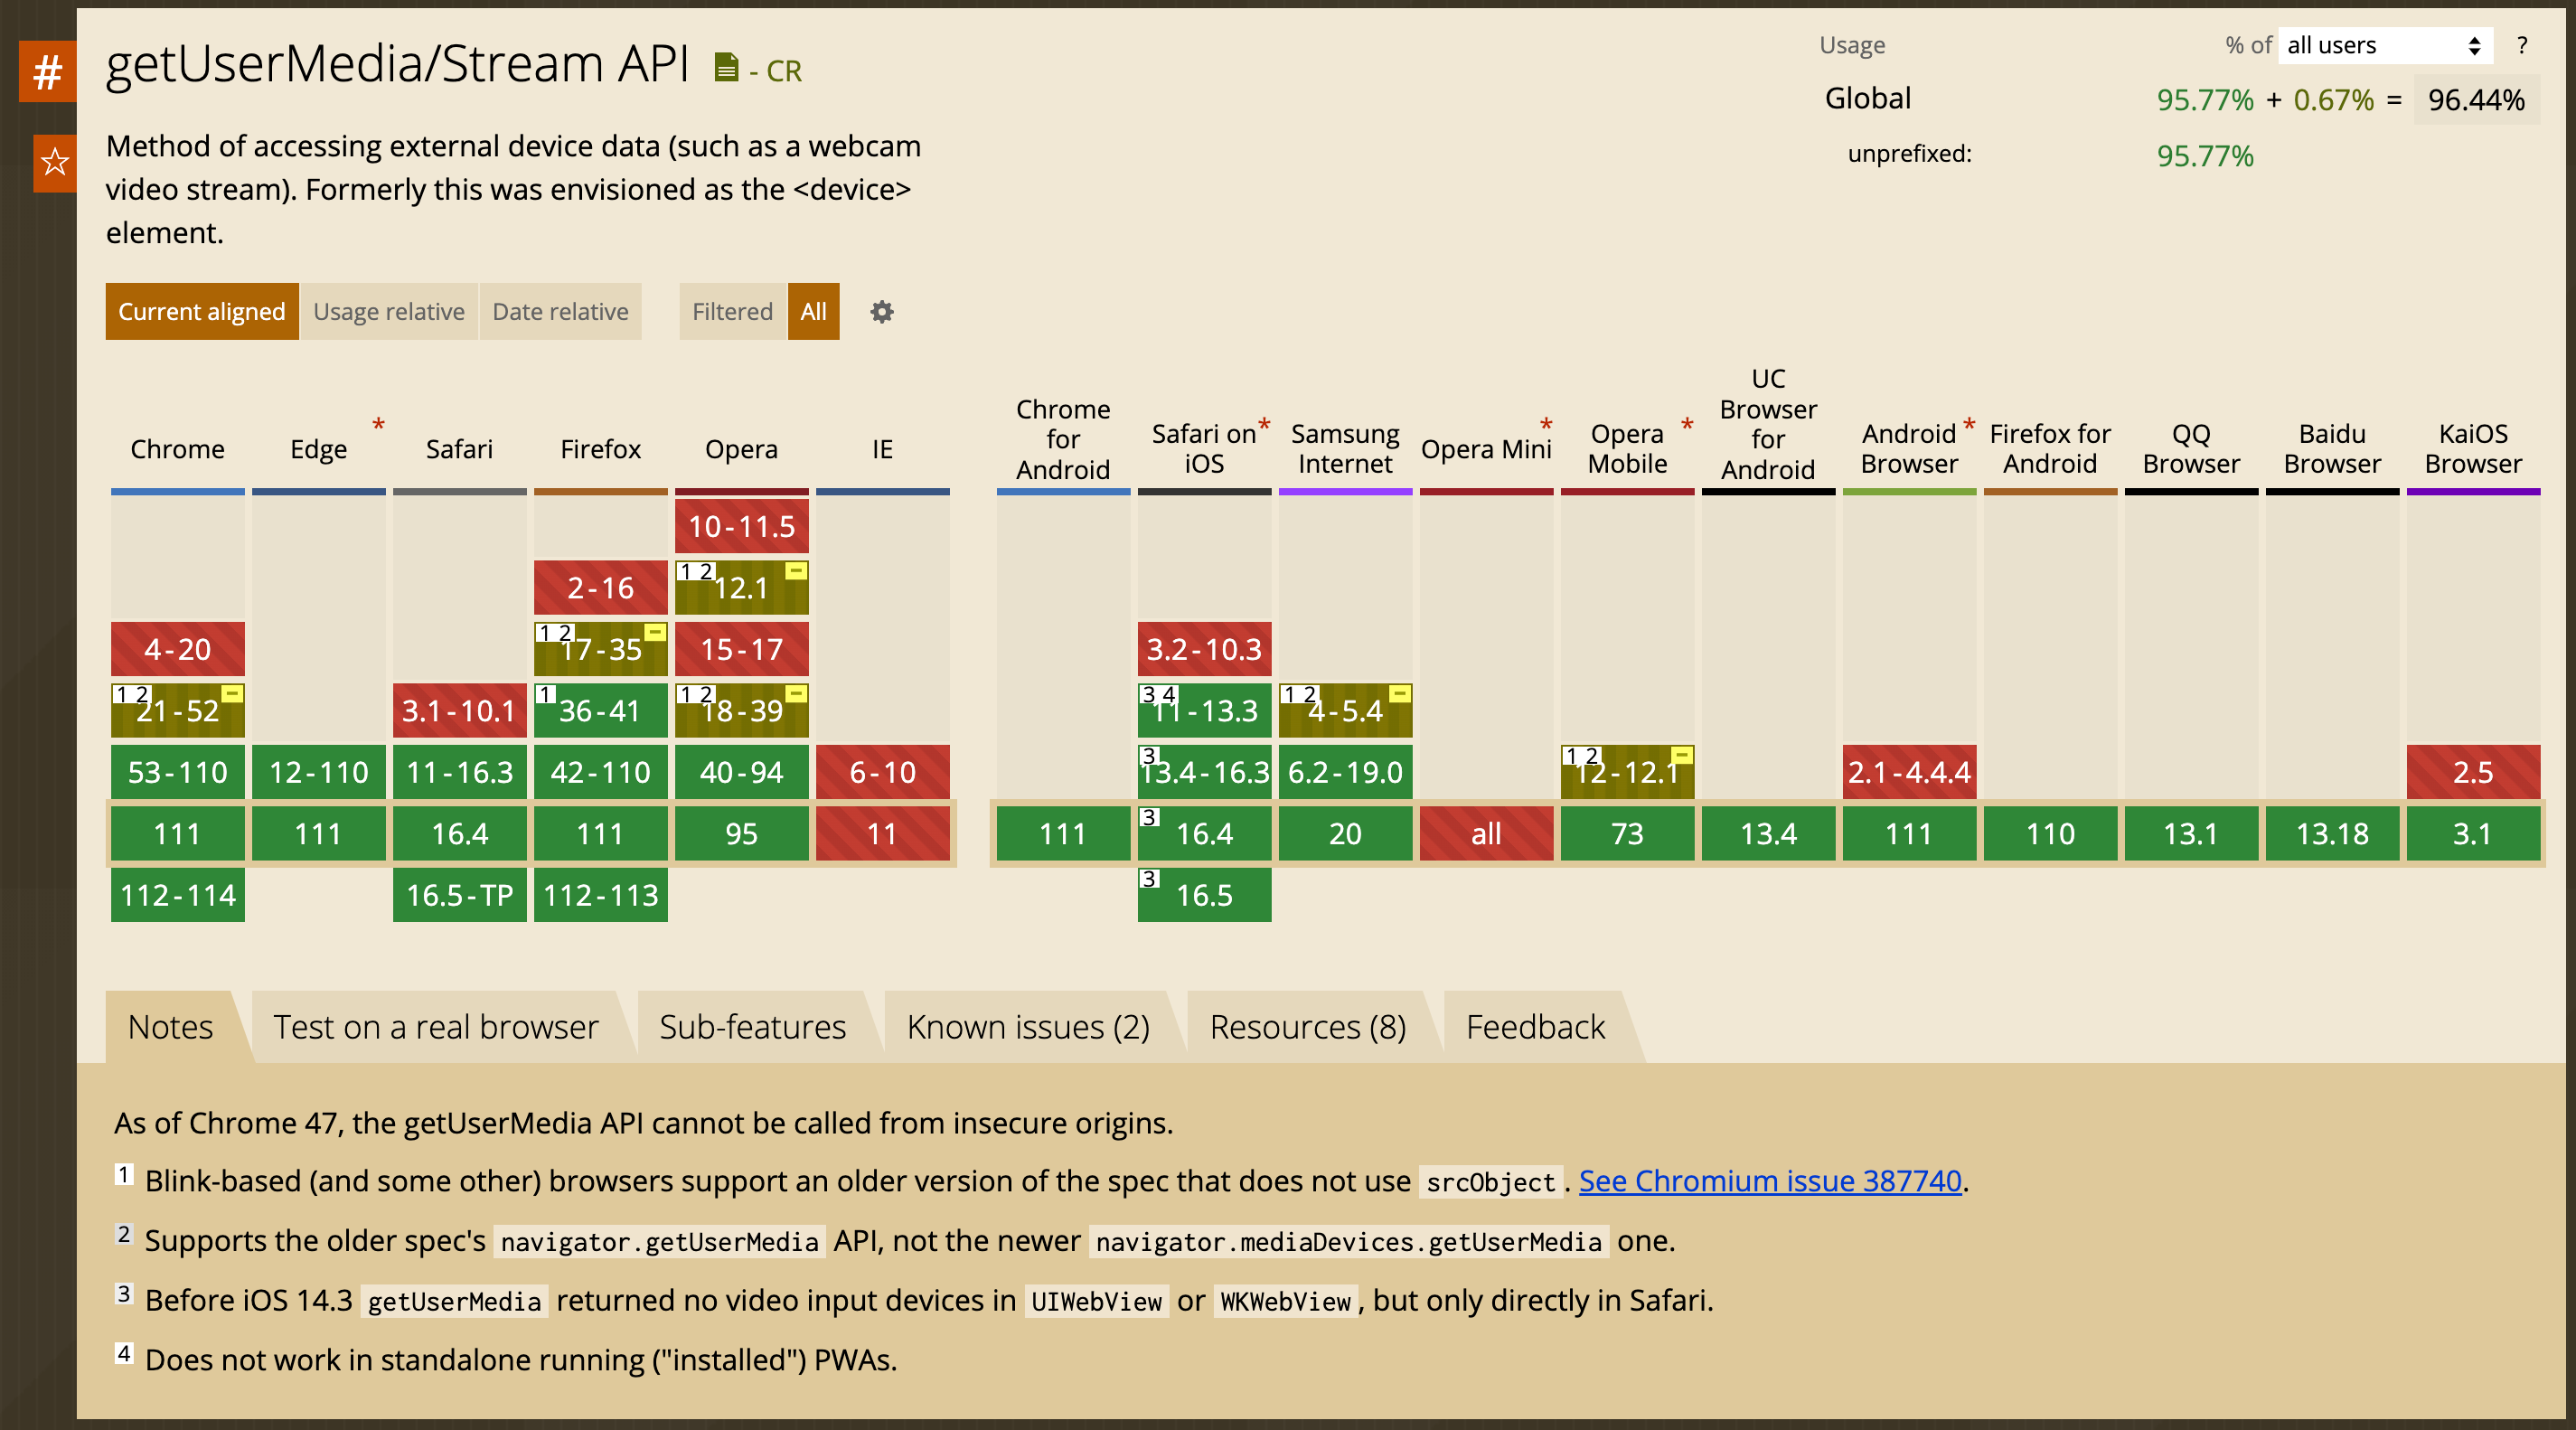 #
getUserMedia/Stream API - CR
Usage % of all users ?
Global 95.77% + 0.67% = 96.44%
unprefixed: 95.77%
Method of accessing external device data (such as a webcam
video stream). Formerly this was envisioned as the <device>
element.
Current aligned Usage relative Date relative Filtered All
Chrome Edge * Safari Firefox Opera IE Chrome for Android Safari on iOS * Samsung Internet Opera Mini * Opera Mobile * UC Browser for Android Android Browser * Firefox for Android QQ Browser Baidu Browser KaiOS Browser
10-11.5
2-16 1 2 12.1
4-20 1 2 17-35 15-17 3.2-10.3
1 2 21-52 3.1-10.1 1 36-41 1 2 18-39 3 4 11-13.3 1 2 4-5.4
53-110 12-110 11-16.3 42-110 40-94 6-10 3 13.4-16.3 6.2-19.0 1 2 12-12.1 2.1-4.4.4 2.5
111 111 16.4 111 95 11 111 3 16.4 20 all 73 13.4 111 110 13.1 13.18 3.1
112-114 16.5-TP 112-113 3 16.5
Notes Test on a real browser Sub-features Known issues (2) Resources (8) Feedback
As of Chrome 47, the getUserMedia API cannot be called from insecure origins.
1 Blink-based (and some other) browsers support an older version of the spec that does not use srcObject. See Chromium issue 387740.
2 Supports the older spec's navigator.getUserMedia API, not the newer navigator.mediaDevices.getUserMedia one.
3 Before iOS 14.3 getUserMedia returned no video input devices in UIWebView or WKWebView, but only directly in Safari.
4 Does not work in standalone running ("installed") PWAs.